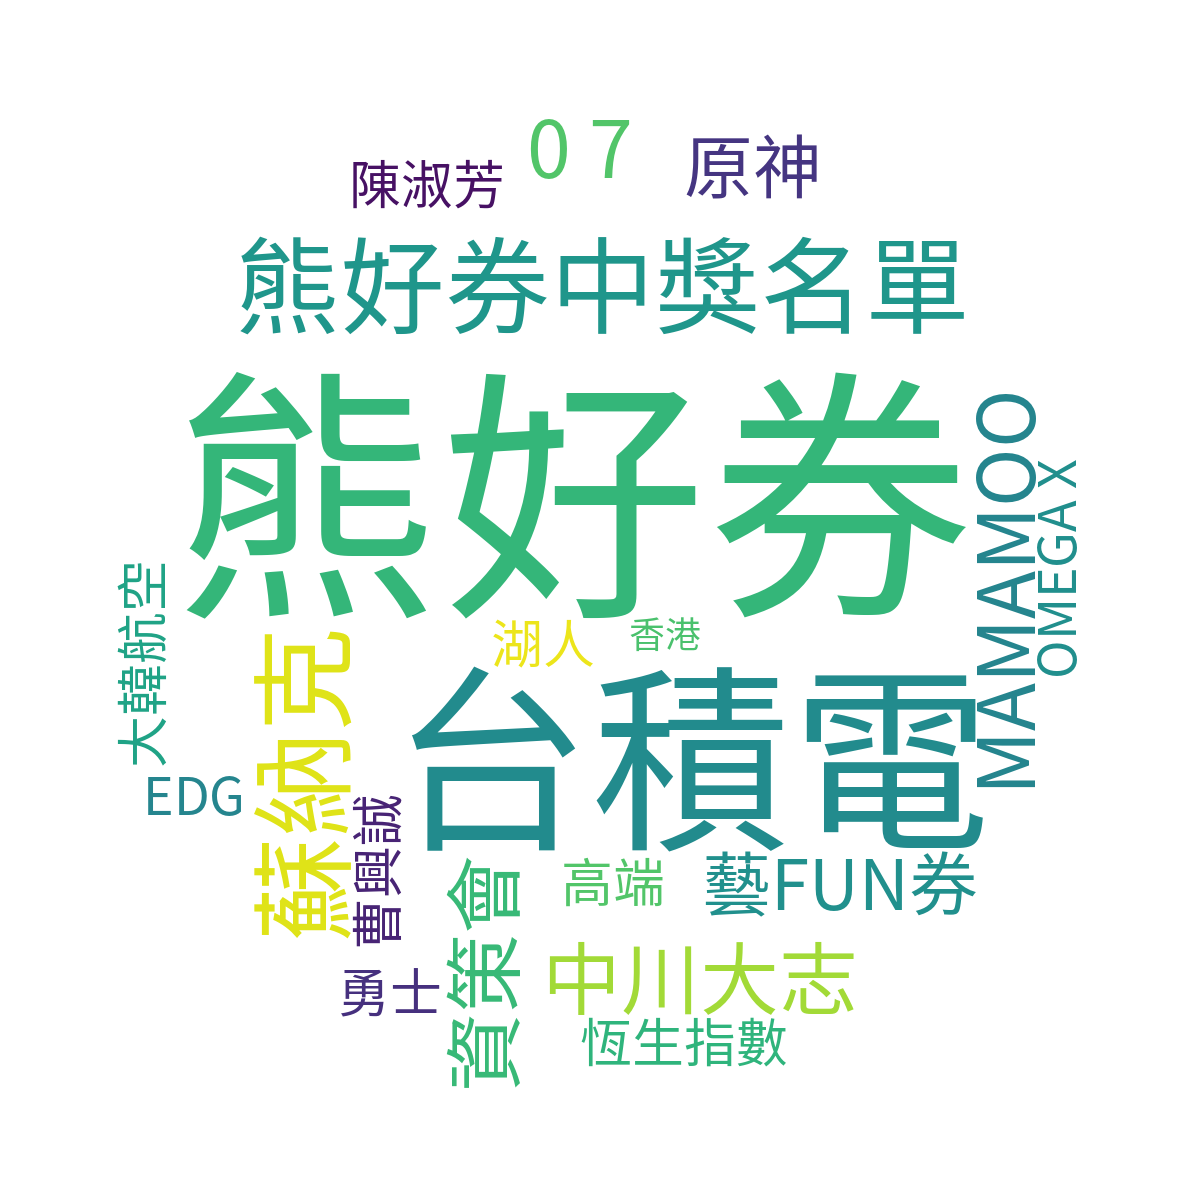 07
原神
陳淑芳
熊好券中獎名單
熊好券
MAMAMOO
OMEGA X
大韓航空
湖人
香港
蘇納克
台積電
EDG
曹興誠
資策會
高端
藝FUN券
勇士
中川大志
恆生指數